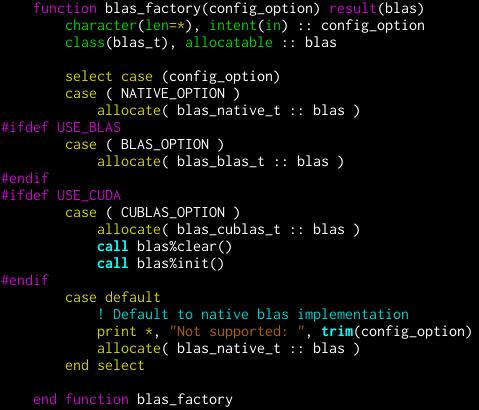 function blas_factory(config_option) result(blas)
character(len=*), intent(in) :: config_option
class(blas_t), allocatable :: blas
select case (config_option)
case ( NATIVE_OPTION )
allocate( blas_native_t :: blas )
#ifdef USE_BLAS
case ( BLAS_OPTION )
allocate( blas_blas_t :: blas )
#endif
#ifdef USE_CUDA
case ( CUBLAS_OPTION )
allocate( blas_cublas_t :: blas )
call blas%clear()
call blas%init()
#endif
case default
! Default to native blas implementation
print *, "Not supported: ", trim(config_option)
allocate( blas_native_t :: blas )
end select
end function blas_factory